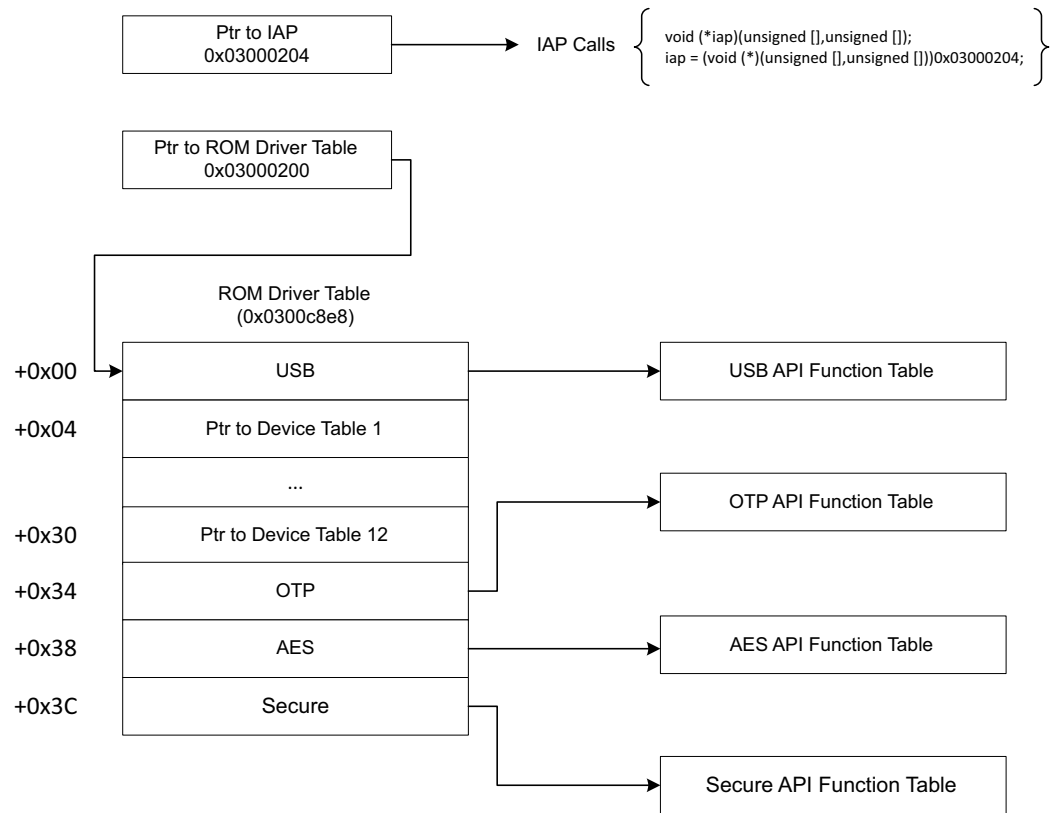 Ptr to IAP
0x03000204
IAP Calls
void (*iap)(unsigned [],unsigned []);
iap = (void (*)(unsigned [],unsigned []))0x03000204;
Ptr to ROM Driver Table
0x03000200
ROM Driver Table
(0x0300c8e8)
+0x00
USB
USB API Function Table
+0x04
Ptr to Device Table 1
...
OTP API Function Table
+0x30
Ptr to Device Table 12
+0x34
OTP
+0x38
AES
AES API Function Table
+0x3C
Secure
Secure API Function Table